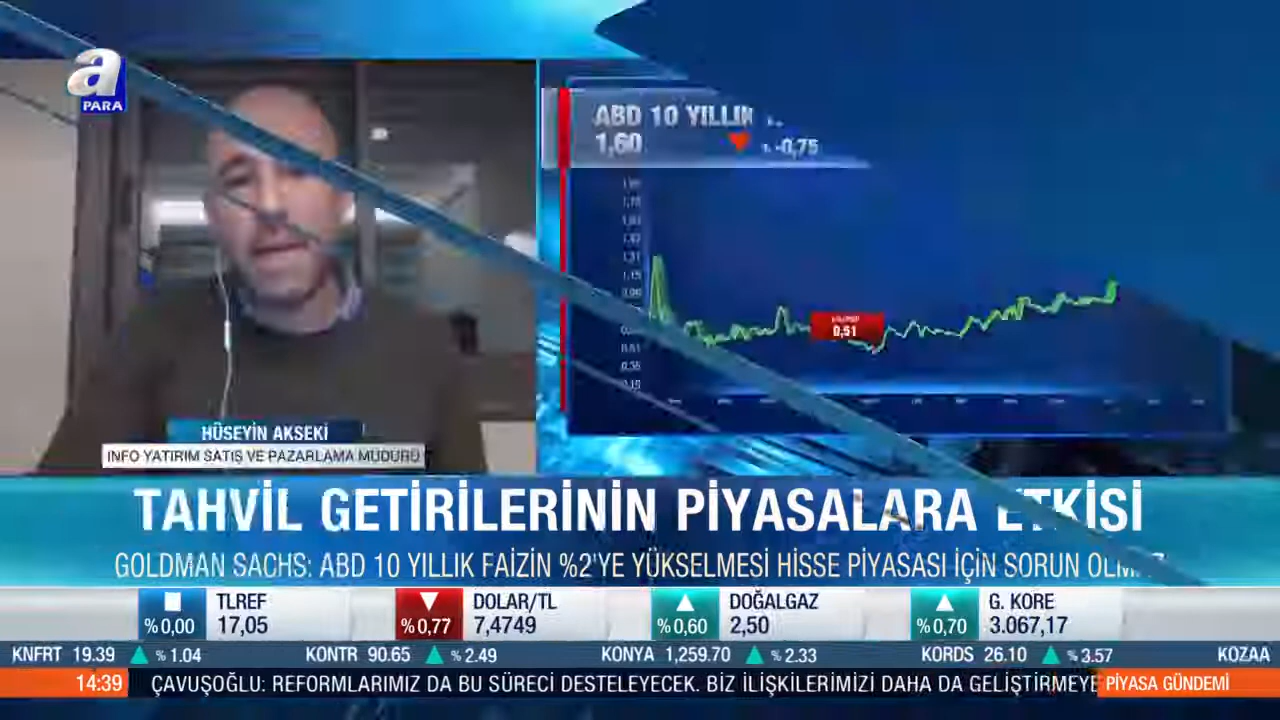 a
PARA
ABD 10 YILLIK
1,60 -0,75
0,51
HÜSEYİN AKSEKİ
INFO YATIRIM SATIŞ VE PAZARLAMA MÜDÜRÜ
TAHVİL GETİRİLERİNİN PİYASALARA ETKİSİ
GOLDMAN SACHS: ABD 10 YILLIK FAİZİN %2'YE YÜKSELMESİ HİSSE PİYASASI İÇİN SORUN
TLREF
% 0,00 17,05
DOLAR/TL
% 0,77 7,4749
DOĞALGAZ
% 0,60 2,50
G. KORE
% 0,70 3.067,17
KNFRT 19.39 % 1.04 KONTR 90.65 % 2.49 KONYA 1,259.70 % 2.33 KORDS 26.10 % 3.57 KOZAA
14:39 ÇAVUŞOĞLU: REFORMLARIMIZ DA BU SÜRECİ DESTELEYECEK. BİZ İLİŞKİLERİMİZİ DAHA DA GELİŞTİRMEYE PİYASA GÜNDEMİ